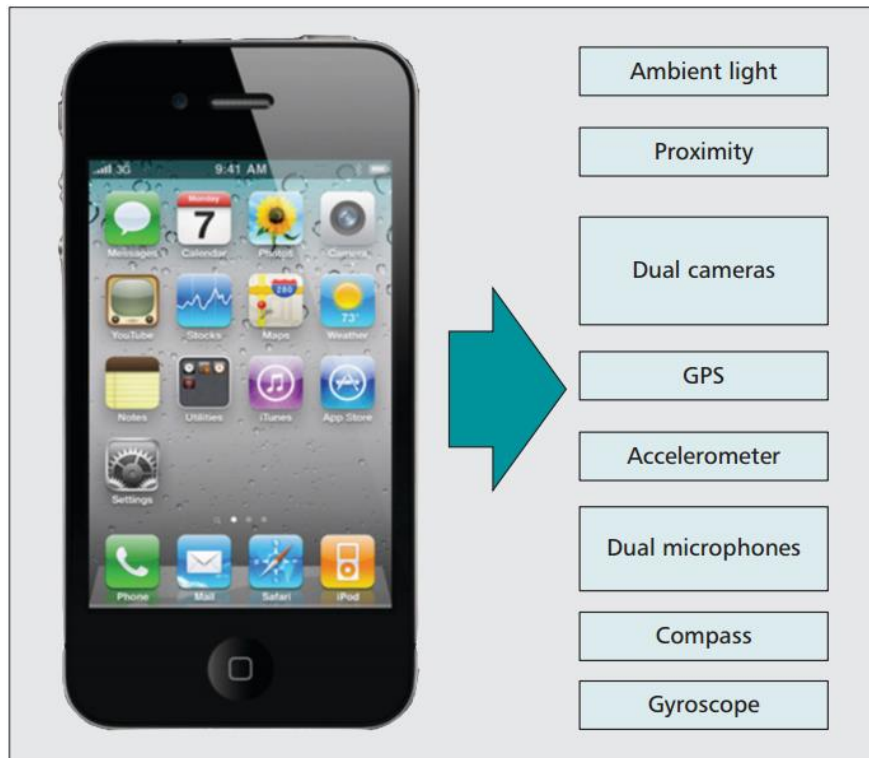 3G 9:41 AM
Monday
7
280
73°
Messages Calendar Photos Camera
YouTube Stocks Maps Weather
Notes Utilities iTunes App Store
Settings
Phone Mail Safari iPod
Ambient light
Proximity
Dual cameras
GPS
Accelerometer
Dual microphones
Compass
Gyroscope